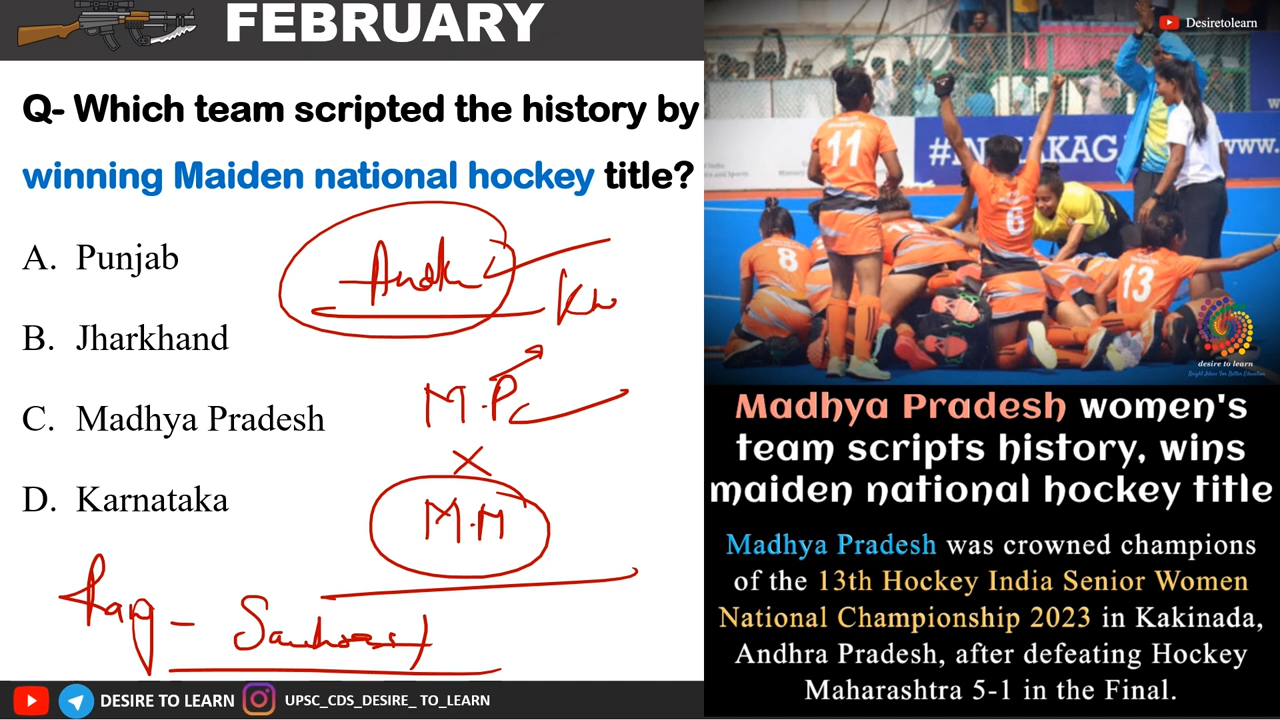 FEBRUARY
Q- Which team scripted the history by
winning Maiden national hockey title?
A. Punjab
B. Jharkhand
C. Madhya Pradesh
D. Karnataka
M.P
X
M.M
DESIRE TO LEARN
UPSC_CDS_DESIRE_ TO_LEARN
Desiretolearn
11
www.
6
8
13
desire to learn
Madhya Pradesh women's
team scripts history, wins
maiden national hockey title
Madhya Pradesh was crowned champions
of the 13th Hockey India Senior Women
National Championship 2023 in Kakinada,
Andhra Pradesh, after defeating Hockey
Maharashtra 5-1 in the Final.